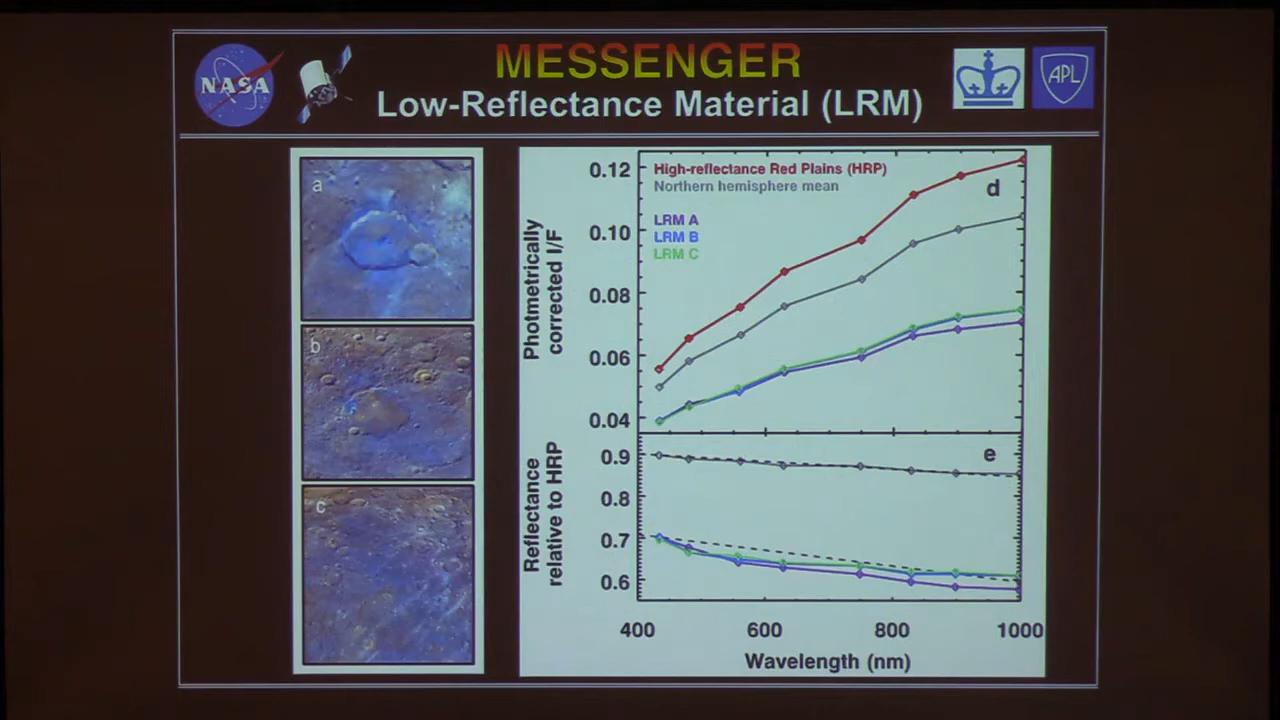 NASA
MESSENGER
APL
Low-Reflectance Material (LRM)
a
b
c
Photmetrically
corrected I/F
0.12
0.10
0.08
0.06
0.04
High-reflectance Red Plains (HRP)
Northern hemisphere mean
LRM A
LRM B
LRM C
d
Reflectance
relative to HRP
0.9
0.8
0.7
0.6
e
400
600
800
1000
Wavelength (nm)